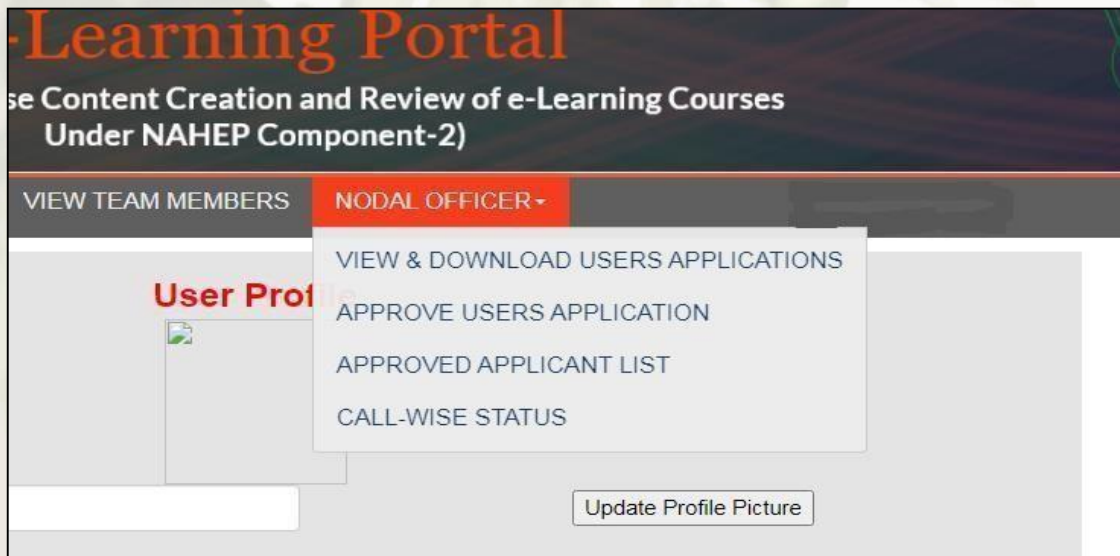 -Learning Portal
se Content Creation and Review of e-Learning Courses
Under NAHEP Component-2)
VIEW TEAM MEMBERS NODAL OFFICER
VIEW & DOWNLOAD USERS APPLICATIONS
User Profile
APPROVE USERS APPLICATION
APPROVED APPLICANT LIST
CALL-WISE STATUS
Update Profile Picture